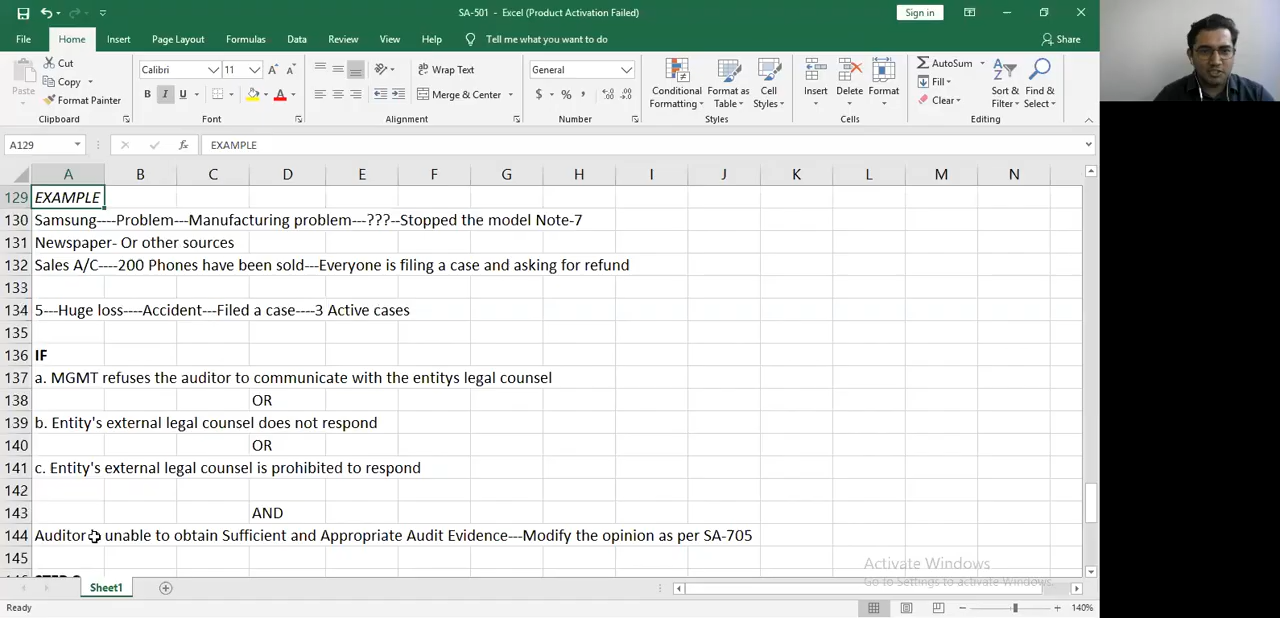 SA-501 - Excel (Product Activation Failed)
Sign in
File Home Insert Page Layout Formulas Data Review View Help Tell me what you want to do Share
Paste
Cut
Copy
Format Painter
Clipboard
Calibri 11
B I U
Font
Wrap Text
Merge & Center
Alignment
General
$ % ,
Number
Conditional Formatting
Format as Table
Cell Styles
Styles
Insert
Delete
Format
Cells
AutoSum
Fill
Clear
Sort & Filter
Find & Select
Editing
A129
fx
EXAMPLE
A B C D E F G H I J K L M N
129 EXAMPLE
130 Samsung----Problem---Manufacturing problem---???--Stopped the model Note-7
131 Newspaper- Or other sources
132 Sales A/C----200 Phones have been sold---Everyone is filing a case and asking for refund
133
134 5---Huge loss----Accident---Filed a case----3 Active cases
135
136 IF
137 a. MGMT refuses the auditor to communicate with the entitys legal counsel
138 OR
139 b. Entity's external legal counsel does not respond
140 OR
141 c. Entity's external legal counsel is prohibited to respond
142
143 AND
144 Auditor unable to obtain Sufficient and Appropriate Audit Evidence---Modify the opinion as per SA-705
145
Activate Windows
Go to Settings to activate Windows.
Sheet1
Ready
140%